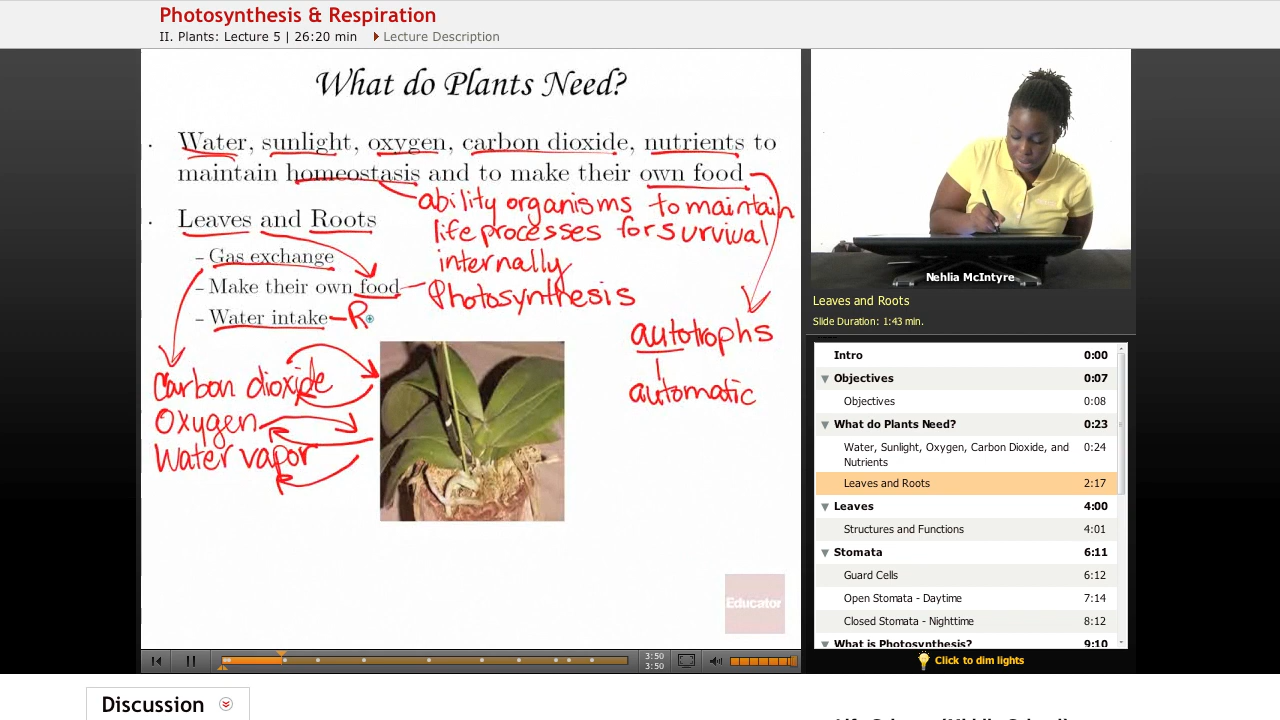 Photosynthesis & Respiration
II. Plants: Lecture 5 | 26:20 min Lecture Description
What do Plants Need?
. Water, sunlight, oxygen, carbon dioxide, nutrients to
maintain homeostasis and to make their own food
ability organisms to maintain
life processes for survival
internally
. Leaves and Roots
– Gas exchange
– Make their own food
Photosynthesis
– Water intake – R
autotrophs
automatic
Carbon dioxide
Oxygen
Water vapor
Educator
3:50
3:50
Nehlia McIntyre
Leaves and Roots
Slide Duration: 1:43 min.
Intro 0:00
Objectives 0:07
Objectives 0:08
What do Plants Need? 0:23
Water, Sunlight, Oxygen, Carbon Dioxide, and 0:24
Nutrients
Leaves and Roots 2:17
Leaves 4:00
Structures and Functions 4:01
Stomata 6:11
Guard Cells 6:12
Open Stomata - Daytime 7:14
Closed Stomata - Nighttime 8:12
What is Photosynthesis? 9:10
Click to dim lights
Discussion